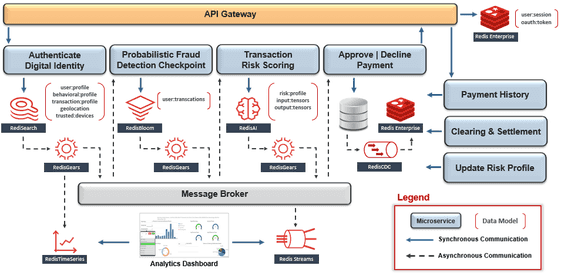 API Gateway
Redis Enterprise
user:session
oauth:token
Authenticate
Digital Identity
Probabilistic Fraud
Detection Checkpoint
Transaction
Risk Scoring
Approve | Decline
Payment
user:profile
behavioral:profile
transaction:profile
geolocation
trusted:devices
RediSearch
user:transcations
RedisBloom
risk:profile
input:tensors
output:tensors
RedisAI
Redis Enterprise
Payment History
Clearing & Settlement
Update Risk Profile
RedisGears
RedisGears
RedisGears
RedisCDC
Message Broker
RedisTimeSeries
Analytics Dashboard
Redis Streams
Legend
Microservice
Data Model
Synchronous Communication
Asynchronous Communication